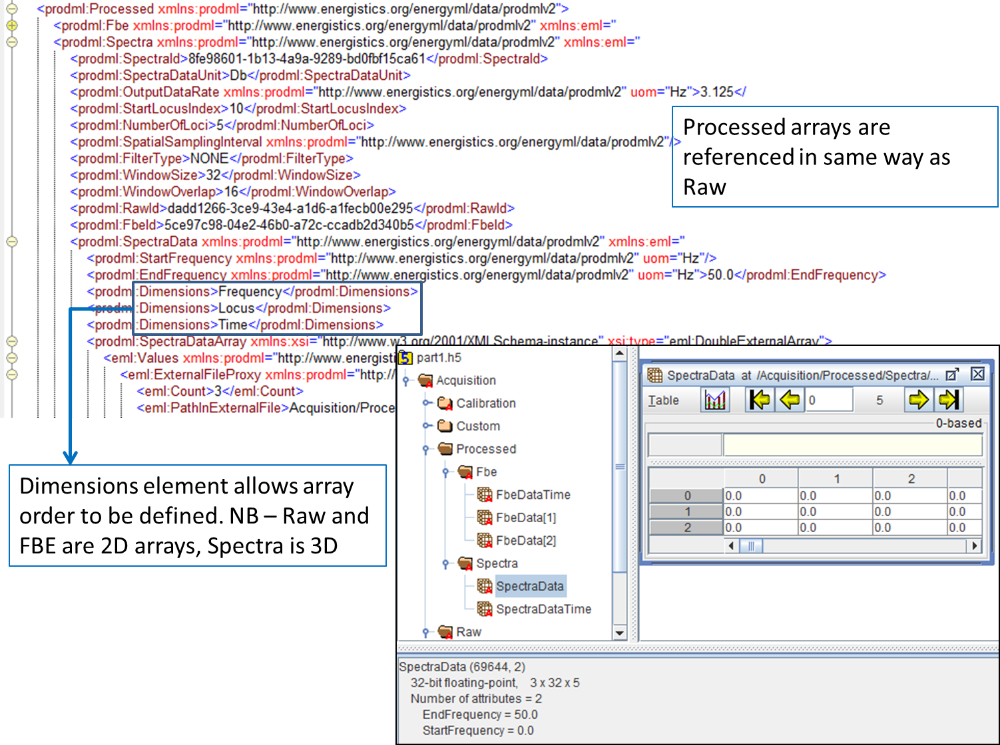 <prodml:Processed xmlns:prodml="http://www.energistics.org/energyml/data/prodmlv2">
<prodml:Fbe xmlns:prodml="http://www.energistics.org/energyml/data/prodmlv2" xmlns:eml="
<prodml:Spectra xmlns:prodml="http://www.energistics.org/energyml/data/prodmlv2" xmlns:eml="
<prodml:SpectraId>8fe98601-1b13-4a9a-9289-bd0fbf15ca61</prodml:SpectraId>
<prodml:SpectraDataUnit>Db</prodml:SpectraDataUnit>
<prodml:OutputDataRate xmlns:prodml="http://www.energistics.org/energyml/data/prodmlv2" uom="Hz">3.125</
<prodml:StartLocusIndex>10</prodml:StartLocusIndex>
<prodml:NumberOfLoci>5</prodml:NumberOfLoci>
<prodml:SpatialSamplingInterval xmlns:prodml="http://www.energistics.org/energyml/data/prodmlv2"/>
<prodml:FilterType>NONE</prodml:FilterType>
<prodml:WindowSize>32</prodml:WindowSize>
<prodml:WindowOverlap>16</prodml:WindowOverlap>
<prodml:RawId>dadd1266-3ce9-43e4-a1d6-a1fecb00e295</prodml:RawId>
<prodml:FbeId>5ce97c98-04e2-46b0-a72c-ccadb2d340b5</prodml:FbeId>
<prodml:SpectraData xmlns:prodml="http://www.energistics.org/energyml/data/prodmlv2" xmlns:eml="
<prodml:StartFrequency xmlns:prodml="http://www.energistics.org/energyml/data/prodmlv2" uom="Hz"/>
<prodml:EndFrequency xmlns:prodml="http://www.energistics.org/energyml/data/prodmlv2" uom="Hz">50.0</prodml:EndFrequency>
<prodml:Dimensions>Frequency</prodml:Dimensions>
<prodml:Dimensions>Locus</prodml:Dimensions>
<prodml:Dimensions>Time</prodml:Dimensions>
<prodml:SpectraDataArray xmlns:xsi="http://www.w3.org/2001/XMLSchema-instance" xsi:type="eml:DoubleExternalArray">
<eml:Values xmlns:prodml="http://www.energisti
<eml:ExternalFileProxy xmlns:prodml="http://
<eml:Count>3</eml:Count>
<eml:PathInExternalFile>Acquisition/Proce
Processed arrays are
referenced in same way as
Raw
Dimensions element allows array
order to be defined. NB – Raw and
FBE are 2D arrays, Spectra is 3D
5 part1.h5
Acquisition
Calibration
Custom
Processed
Fbe
FbeDataTime
FbeData[1]
FbeData[2]
Spectra
SpectraData
SpectraDataTime
Raw
SpectraData at /Acquisition/Processed/Spectra/...
Table 0 5
0-based
0 1 2
0 0.0 0.0 0.0 0.0
1 0.0 0.0 0.0 0.0
2 0.0 0.0 0.0 0.0
SpectraData (69644, 2)
32-bit floating-point, 3 x 32 x 5
Number of attributes = 2
EndFrequency = 50.0
StartFrequency = 0.0